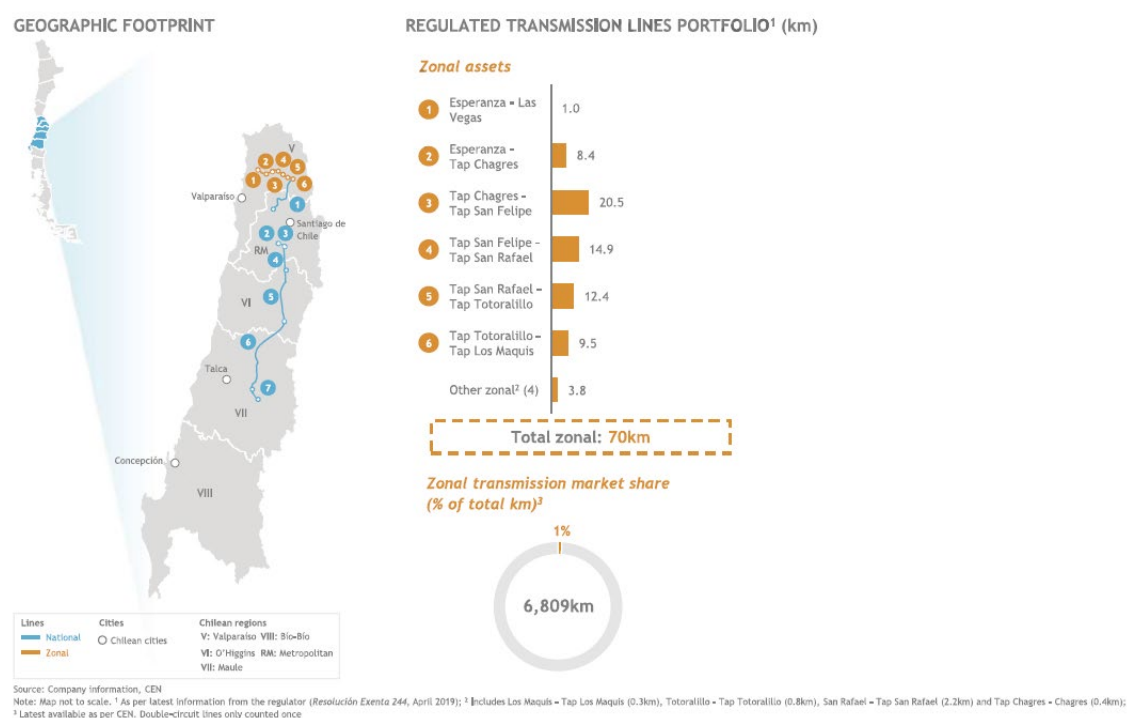 GEOGRAPHIC FOOTPRINT
REGULATED TRANSMISSION LINES PORTFOLIO¹ (km)
Zonal assets
1 Esperanza - Las Vegas 1.0
2 Esperanza - Tap Chagres 8.4
3 Tap Chagres - Tap San Felipe 20.5
4 Tap San Felipe - Tap San Rafael 14.9
5 Tap San Rafael - Tap Totoralillo 12.4
6 Tap Totoralillo - Tap Los Maquis 9.5
Other zonal² (4) 3.8
Total zonal: 70km
Zonal transmission market share
(% of total km)³
1%
6,809km
V
2 4 5
1 3 6
Valparaíso
1
Santiago de
Chile
2 3
RM
4
VI
5
6
Talca
7
VII
Concepción
VIII
Lines
National
Zonal
Cities
Chilean cities
Chilean regions
V: Valparaíso VIII: Bío-Bío
VI: O'Higgins RM: Metropolitan
VII: Maule
Source: Company information, CEN
Note: Map not to scale. ¹ As per latest information from the regulator (Resolución Exenta 244, April 2019); ² Includes Los Maquis - Tap Los Maquis (0.3km), Totoralillo - Tap Totoralillo (0.8km), San Rafael - Tap San Rafael (2.2km) and Tap Chagres - Chagres (0.4km);
³ Latest available as per CEN. Double-circuit lines only counted once